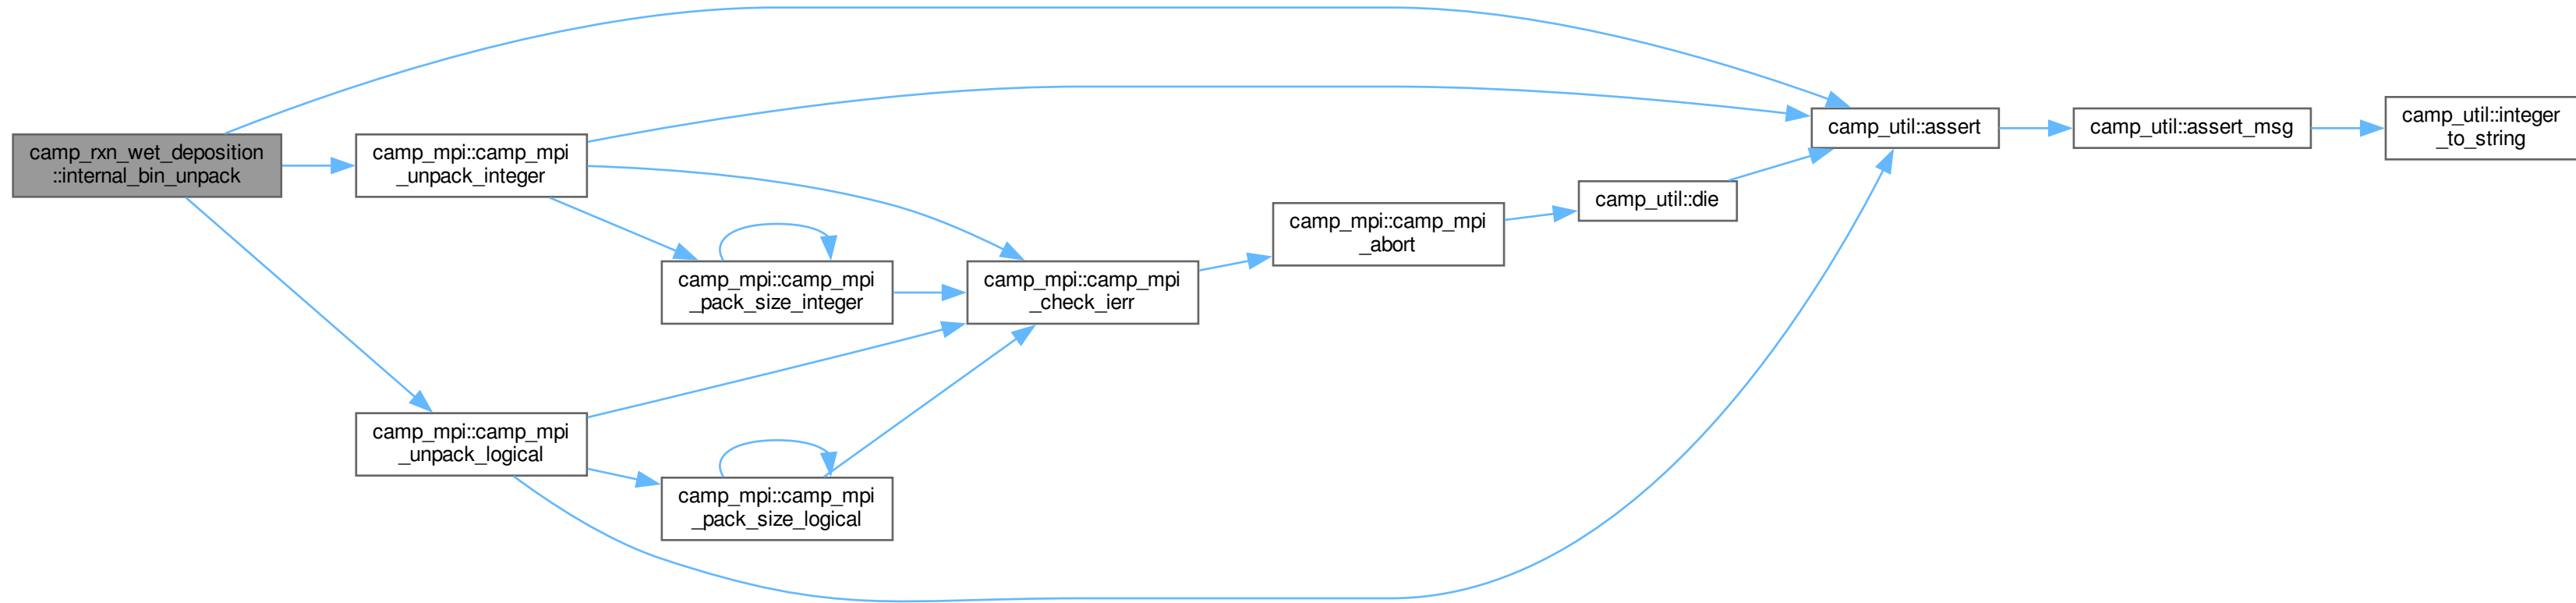 camp_rxn_wet_deposition
::internal_bin_unpack
camp_mpi::camp_mpi
_unpack_integer
camp_mpi::camp_mpi
_unpack_logical
camp_mpi::camp_mpi
_pack_size_integer
camp_mpi::camp_mpi
_pack_size_logical
camp_mpi::camp_mpi
_check_ierr
camp_mpi::camp_mpi
_abort
camp_util::die
camp_util::assert
camp_util::assert_msg
camp_util::integer
_to_string